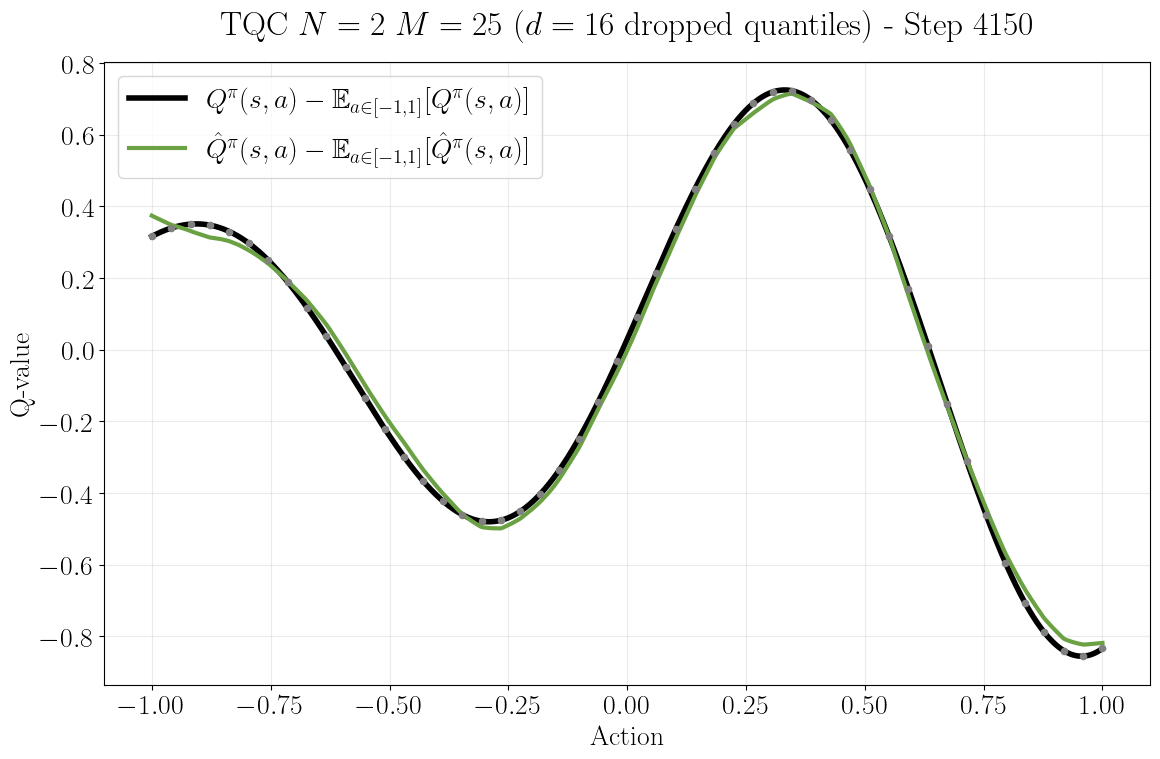 TQC N = 2 M = 25 (d = 16 dropped quantiles) - Step 4150
Q^π(s, a) − 𝔼_{a∈[−1,1]}[Q^π(s, a)]
Q̂^π(s, a) − 𝔼_{a∈[−1,1]}[Q̂^π(s, a)]
0.8
0.6
0.4
0.2
0.0
−0.2
−0.4
−0.6
−0.8
Q-value
−1.00 −0.75 −0.50 −0.25 0.00 0.25 0.50 0.75 1.00
Action